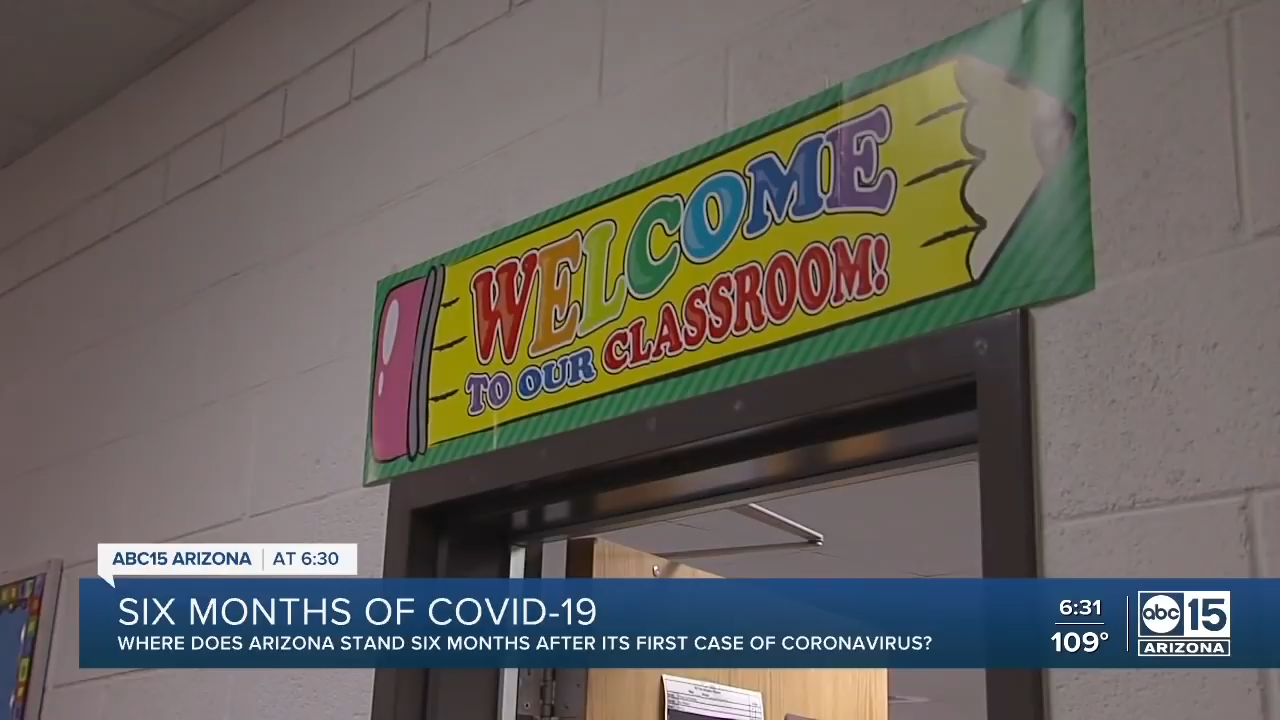 WELCOME
TO OUR CLASSROOM!
ABC15 ARIZONA AT 6:30
SIX MONTHS OF COVID-19
WHERE DOES ARIZONA STAND SIX MONTHS AFTER ITS FIRST CASE OF CORONAVIRUS?
6:31
109°
abc 15
ARIZONA